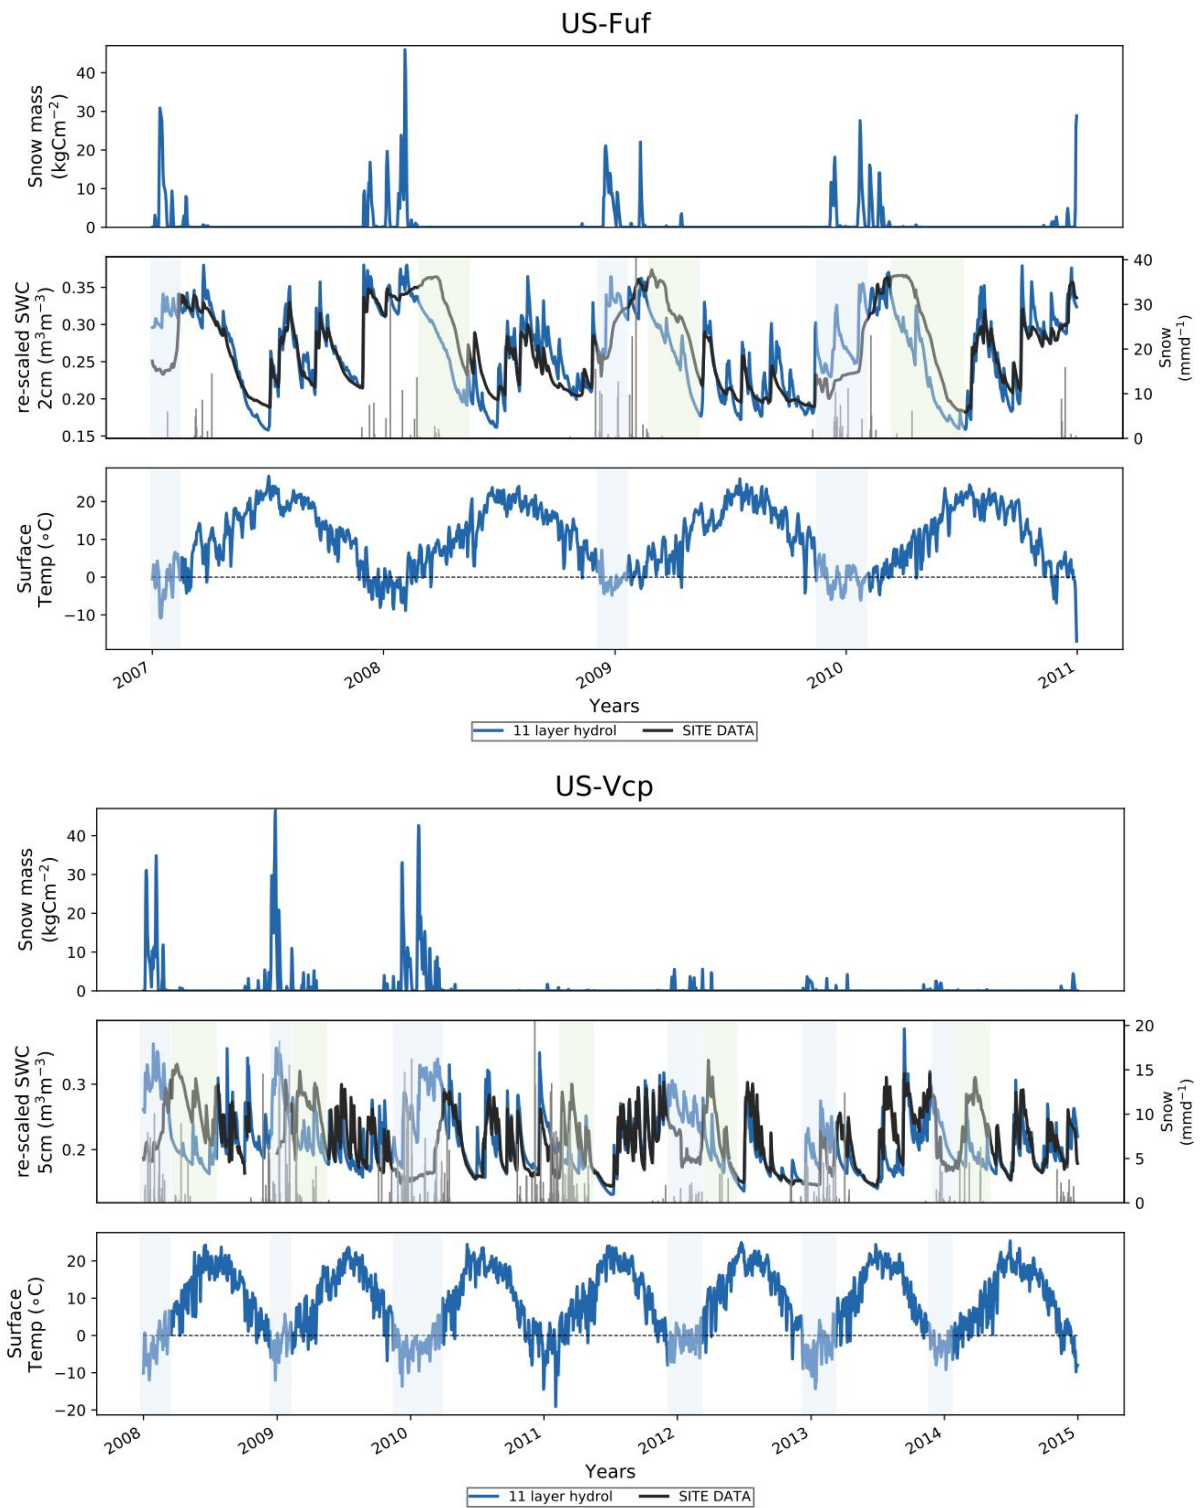 US-Fuf
Snow mass
(kgCm⁻²)
40
30
20
10
0
re-scaled SWC
2cm (m³m⁻³)
0.35
0.30
0.25
0.20
0.15
40
30
20
10
0
Snow
(mmd⁻¹)
Surface
Temp (∘C)
20
10
0
−10
2007
2008
2009
2010
2011
Years
11 layer hydrol
SITE DATA
US-Vcp
Snow mass
(kgCm⁻²)
40
30
20
10
0
re-scaled SWC
5cm (m³m⁻³)
0.3
0.2
20
15
10
5
0
Snow
(mmd⁻¹)
Surface
Temp (∘C)
20
10
0
−10
−20
2008
2009
2010
2011
2012
2013
2014
2015
Years
11 layer hydrol
SITE DATA